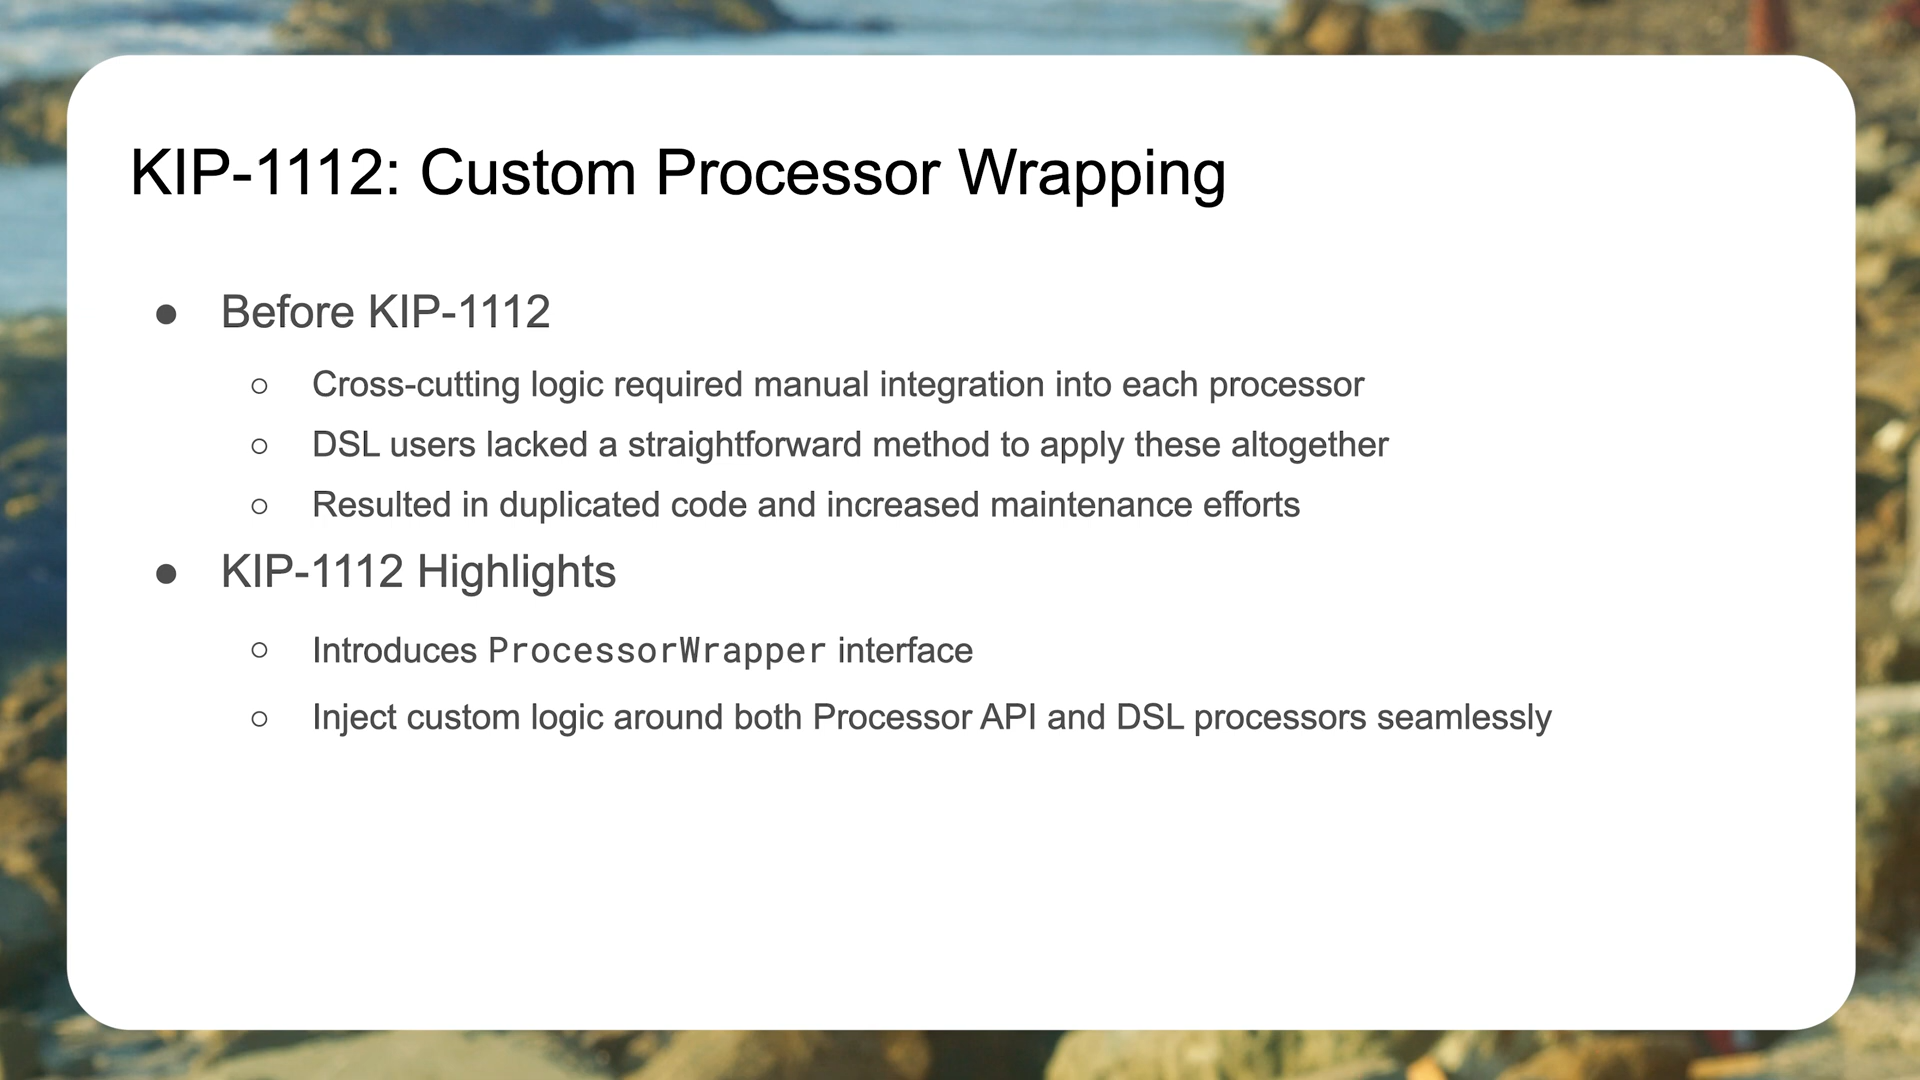 KIP-1112: Custom Processor Wrapping
● Before KIP-1112
○ Cross-cutting logic required manual integration into each processor
○ DSL users lacked a straightforward method to apply these altogether
○ Resulted in duplicated code and increased maintenance efforts
● KIP-1112 Highlights
○ Introduces ProcessorWrapper interface
○ Inject custom logic around both Processor API and DSL processors seamlessly